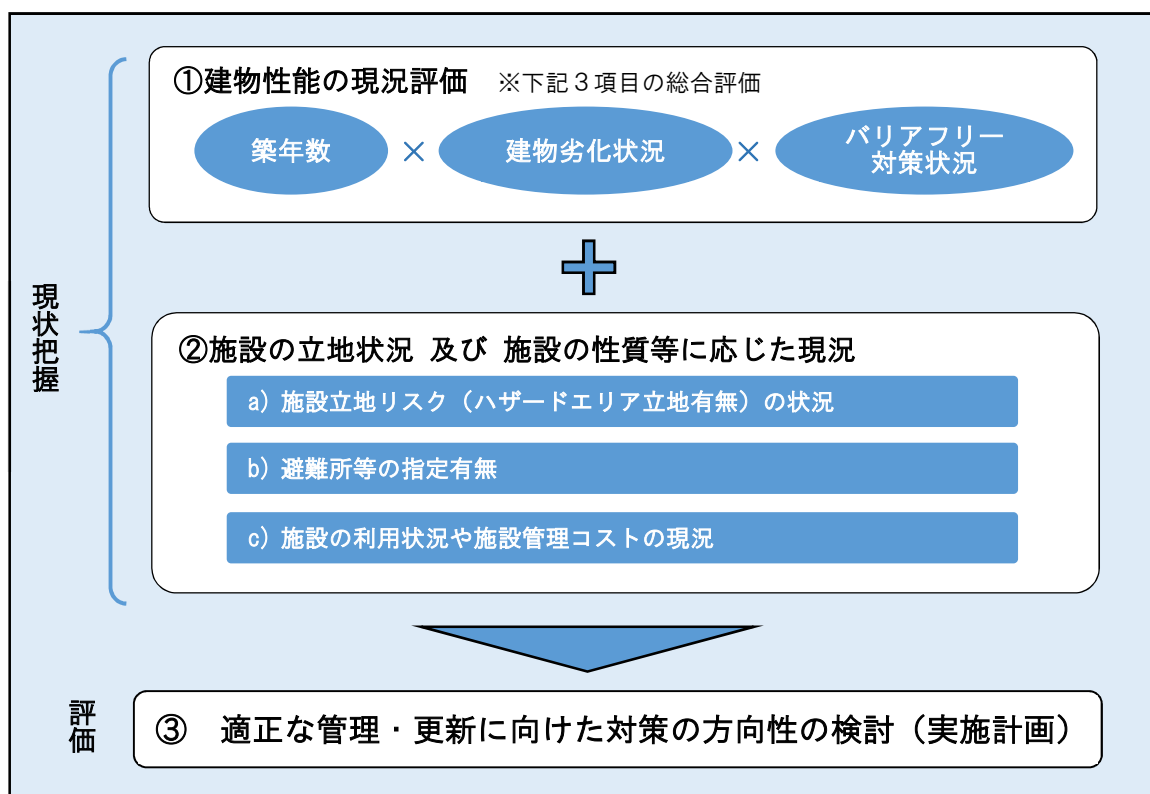 現状把握
①建物性能の現況評価 ※下記3項目の総合評価
築年数 × 建物劣化状況 × バリアフリー
対策状況
②施設の立地状況 及び 施設の性質等に応じた現況
a) 施設立地リスク（ハザードエリア立地有無）の状況
b) 避難所等の指定有無
c) 施設の利用状況や施設管理コストの現況
評価
③ 適正な管理・更新に向けた対策の方向性の検討（実施計画）